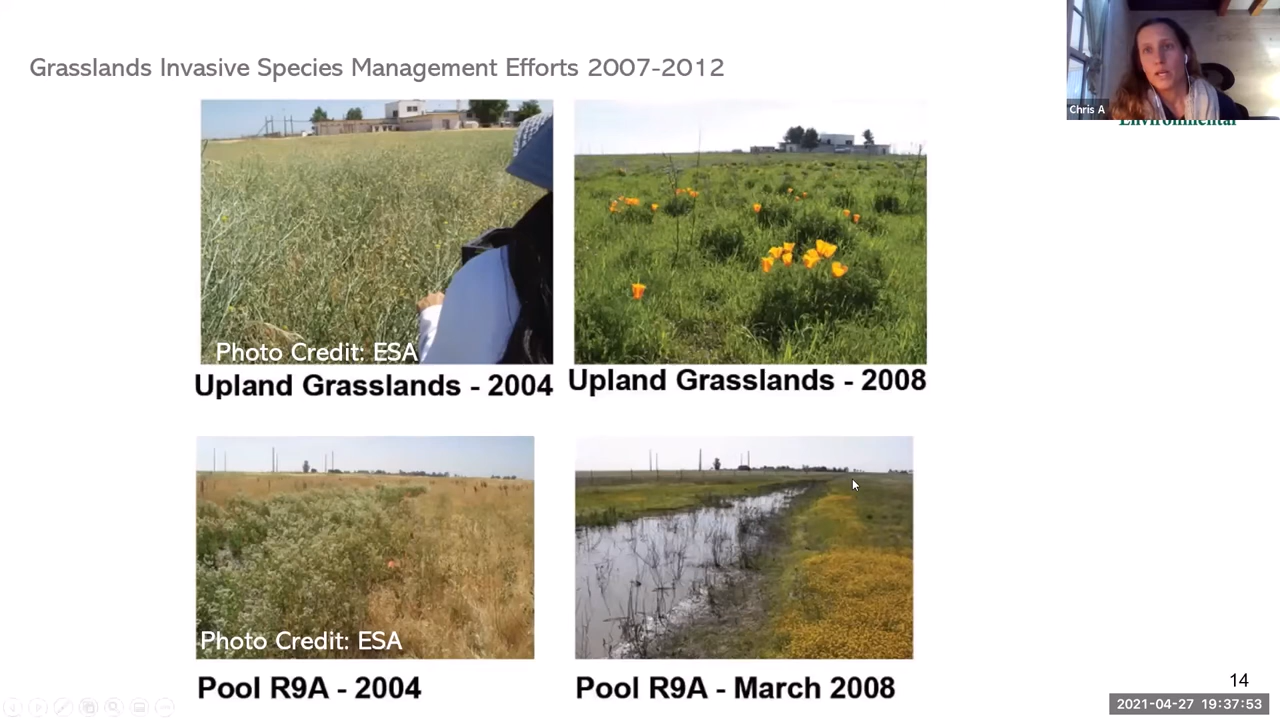 Grasslands Invasive Species Management Efforts 2007-2012
Chris A
Environmental
Photo Credit: ESA
Upland Grasslands - 2004
Upland Grasslands - 2008
Photo Credit: ESA
Pool R9A - 2004
Pool R9A - March 2008
14
2021-04-27 19:37:53